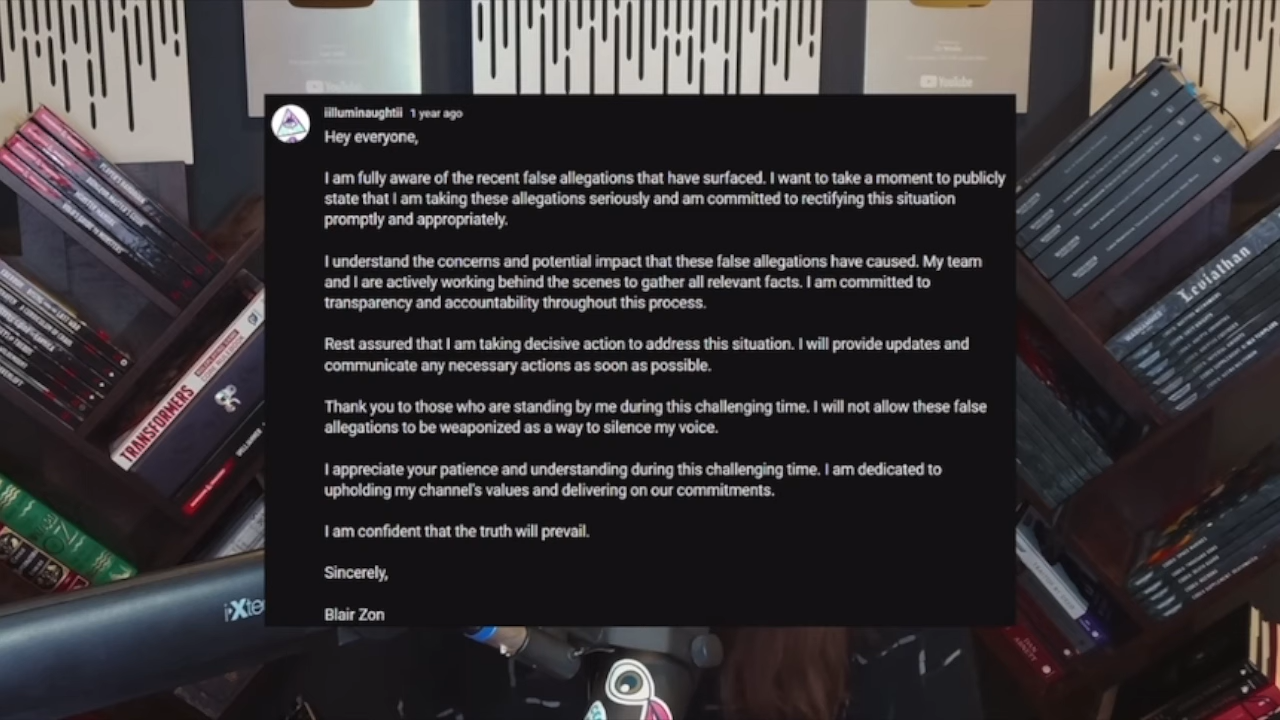 YouTube
YouTube
iilluminaughtii 1 year ago
Hey everyone,
I am fully aware of the recent false allegations that have surfaced. I want to take a moment to publicly
state that I am taking these allegations seriously and am committed to rectifying this situation
promptly and appropriately.
I understand the concerns and potential impact that these false allegations have caused. My team
and I are actively working behind the scenes to gather all relevant facts. I am committed to
transparency and accountability throughout this process.
Rest assured that I am taking decisive action to address this situation. I will provide updates and
communicate any necessary actions as soon as possible.
Thank you to those who are standing by me during this challenging time. I will not allow these false
allegations to be weaponized as a way to silence my voice.
I appreciate your patience and understanding during this challenging time. I am dedicated to
upholding my channel's values and delivering on our commitments.
I am confident that the truth will prevail.
Sincerely,
Blair Zon
TRANSFORMERS
Leviathan
OZ